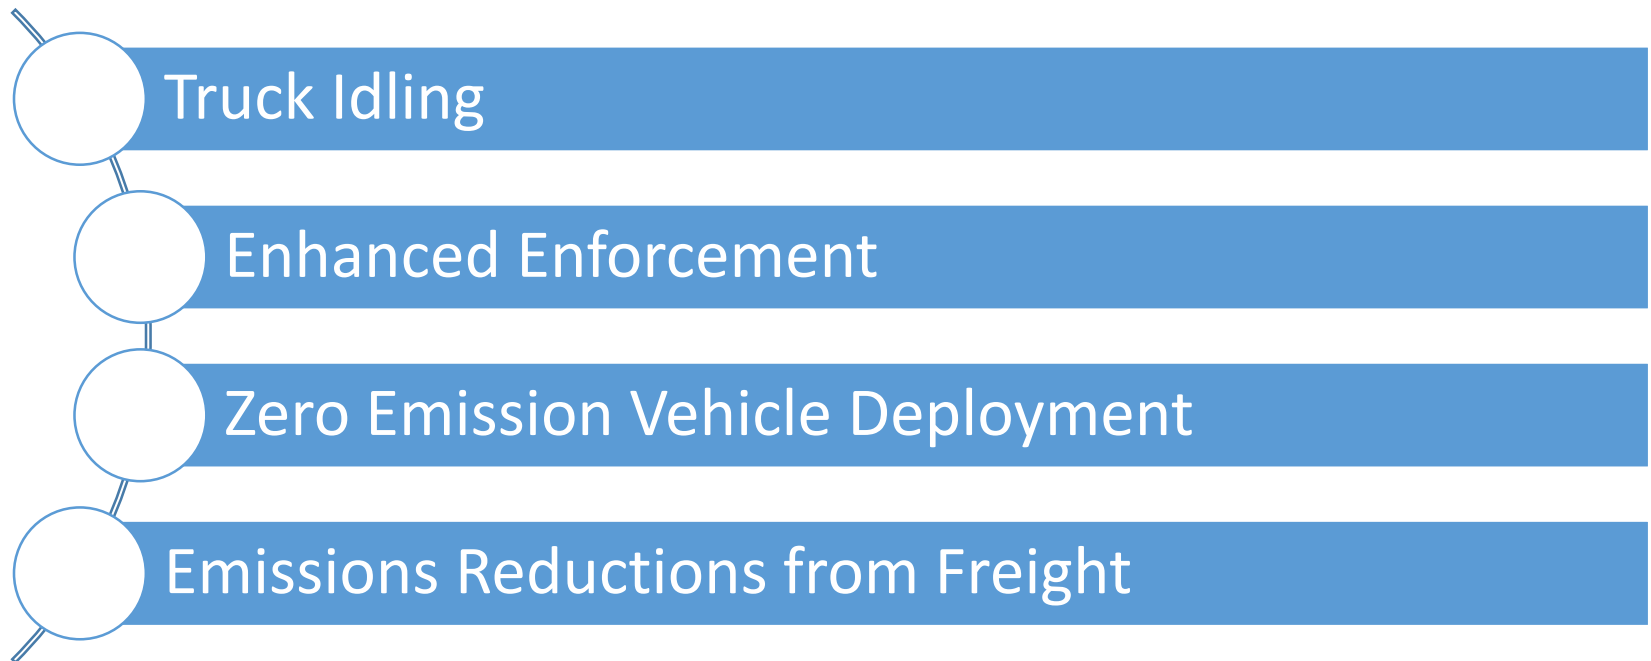 Truck Idling
Enhanced Enforcement
Zero Emission Vehicle Deployment
Emissions Reductions from Freight